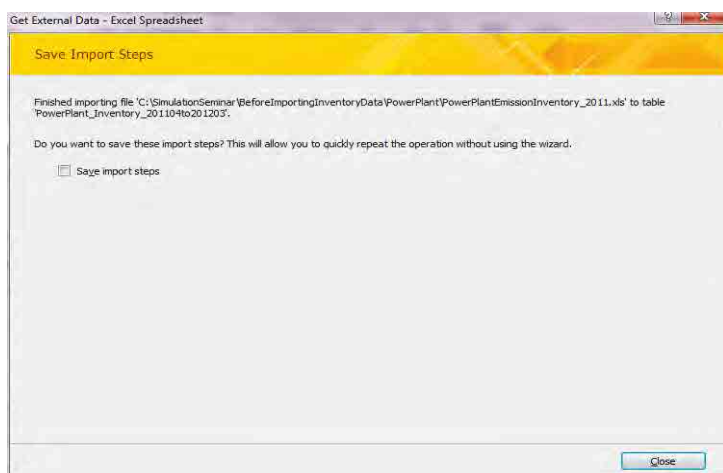 Get External Data - Excel Spreadsheet
Save Import Steps
Finished importing file 'C:\SimulationSeminar\BeforeImportingInventoryData\PowerPlant\PowerPlantEmissionInventory_2011.xls' to table
'PowerPlant_Inventory_201104to201203'.
Do you want to save these import steps? This will allow you to quickly repeat the operation without using the wizard.
Save import steps
Close